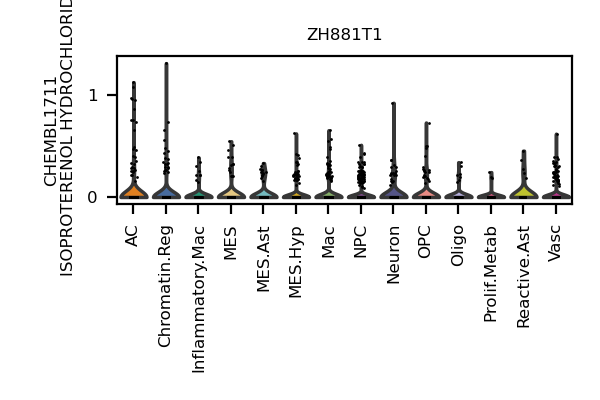 ZH881T1
CHEMBL1711
ISOPROTERENOL HYDROCHLORID
1
0
AC
Chromatin.Reg
Inflammatory.Mac
MES
MES.Ast
MES.Hyp
Mac
NPC
Neuron
OPC
Oligo
Prolif.Metab
Reactive.Ast
Vasc